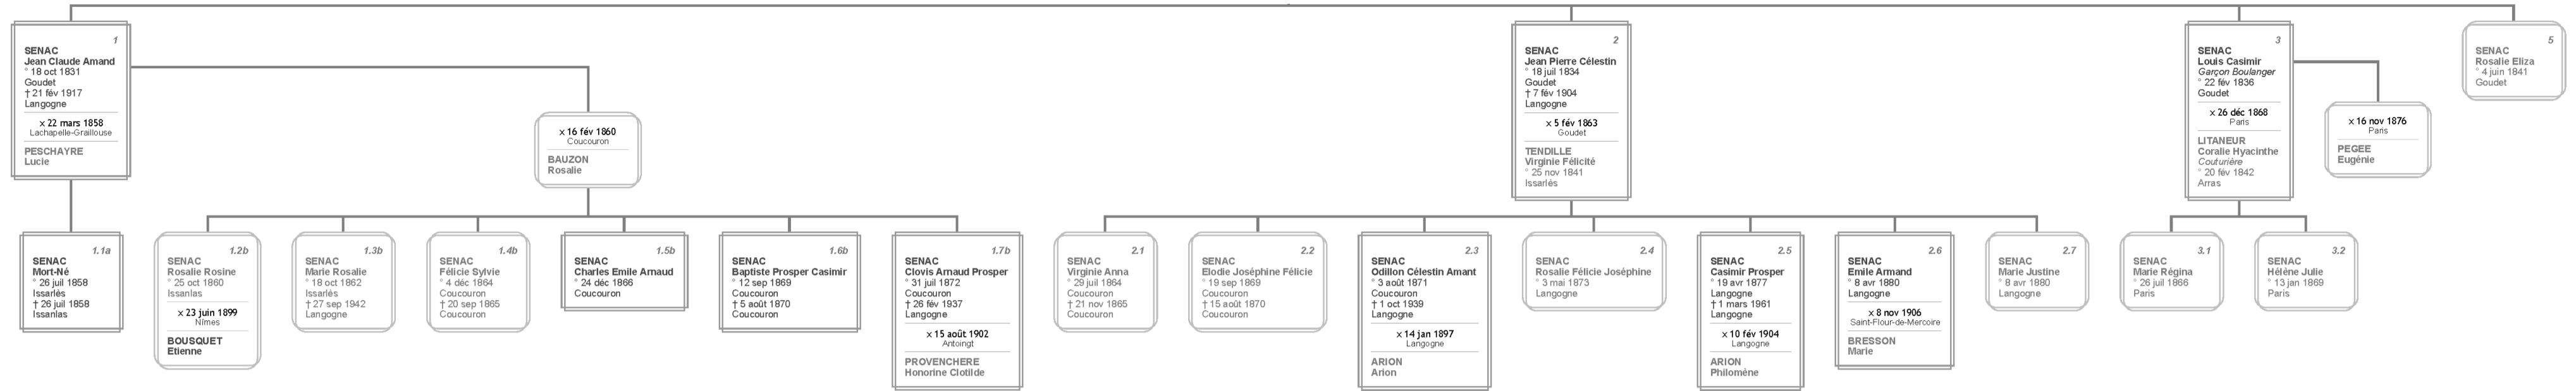 1
SENAC
Jean Claude Amand
° 18 oct 1831
Goudet
† 21 fév 1917
Langogne
x 22 mars 1858
Lachapelle-Graillouse
PESCHAYRE
Lucie
x 16 fév 1860
Coucouron
BAUZON
Rosalie
2
SENAC
Jean Pierre Célestin
° 18 juil 1834
Goudet
† 7 fév 1904
Langogne
x 5 fév 1863
Goudet
TENDILLE
Virginie Félicité
° 25 nov 1841
Issarlès
3
SENAC
Louis Casimir
Garçon Boulanger
° 22 fév 1836
Goudet
x 26 déc 1868
Paris
LITANEUR
Coralie Hyacinthe
Couturière
° 20 fév 1842
Arras
x 16 nov 1876
Paris
PEGEE
Eugénie
5
SENAC
Rosalie Eliza
° 4 juin 1841
Goudet
1.1a
SENAC
Mort-Né
° 26 juil 1858
Issarlès
† 26 juil 1858
Issanlas
1.2b
SENAC
Rosalie Rosine
° 25 oct 1860
Issanlas
x 23 juin 1899
Nîmes
BOUSQUET
Etienne
1.3b
SENAC
Marie Rosalie
° 18 oct 1862
Issarlès
† 27 sep 1942
Langogne
1.4b
SENAC
Félicie Sylvie
° 4 déc 1864
Coucouron
† 20 sep 1865
Coucouron
1.5b
SENAC
Charles Emile Arnaud
° 24 déc 1866
Coucouron
1.6b
SENAC
Baptiste Prosper Casimir
° 12 sep 1869
Coucouron
† 5 août 1870
Coucouron
1.7b
SENAC
Clovis Arnaud Prosper
° 31 juil 1872
Coucouron
† 26 fév 1937
Langogne
x 15 août 1902
Antoingt
PROVENCHERE
Honorine Clotilde
2.1
SENAC
Virginie Anna
° 29 juil 1864
Coucouron
† 21 nov 1865
Coucouron
2.2
SENAC
Elodie Joséphine Félicie
° 19 sep 1869
Coucouron
† 15 août 1870
Coucouron
2.3
SENAC
Odillon Célestin Amant
° 3 août 1871
Coucouron
† 1 oct 1939
Langogne
x 14 jan 1897
Langogne
ARION
Arion
2.4
SENAC
Rosalie Félicie Joséphine
° 3 mai 1873
Langogne
2.5
SENAC
Casimir Prosper
° 19 avr 1877
Langogne
† 1 mars 1961
Langogne
x 10 fév 1904
Langogne
ARION
Philomène
2.6
SENAC
Emile Armand
° 8 avr 1880
Langogne
x 8 nov 1906
Saint-Flour-de-Mercoire
BRESSON
Marie
2.7
SENAC
Marie Justine
° 8 avr 1880
Langogne
3.1
SENAC
Marie Régina
° 26 juil 1866
Paris
3.2
SENAC
Hélène Julie
° 13 jan 1869
Paris